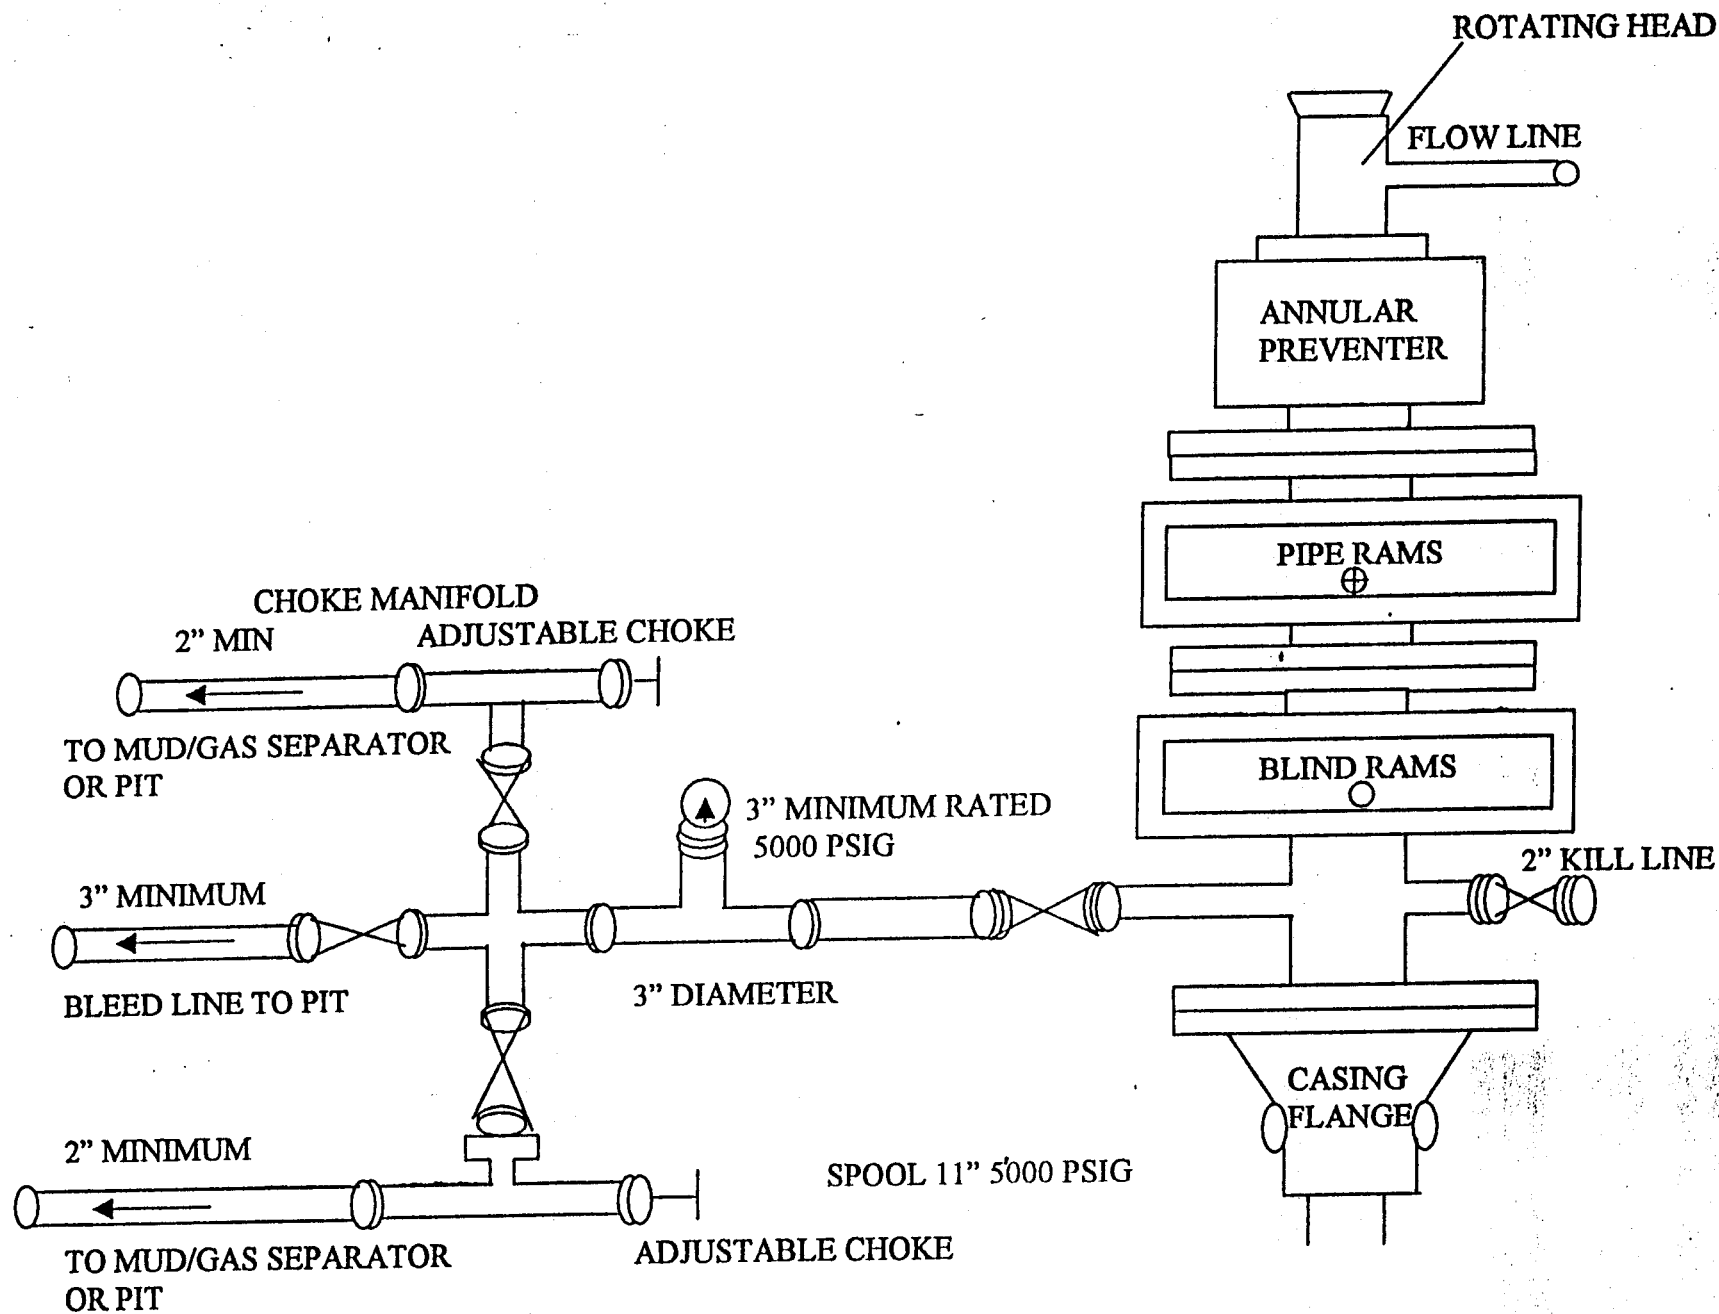 ROTATING HEAD
FLOW LINE
ANNULAR
PREVENTER
PIPE RAMS
CHOKE MANIFOLD
2” MIN
ADJUSTABLE CHOKE
TO MUD/GAS SEPARATOR
OR PIT
BLIND RAMS
3” MINIMUM RATED
5000 PSIG
2” KILL LINE
3” MINIMUM
BLEED LINE TO PIT
3” DIAMETER
CASING
FLANGE
2” MINIMUM
SPOOL 11” 5000 PSIG
TO MUD/GAS SEPARATOR
OR PIT
ADJUSTABLE CHOKE